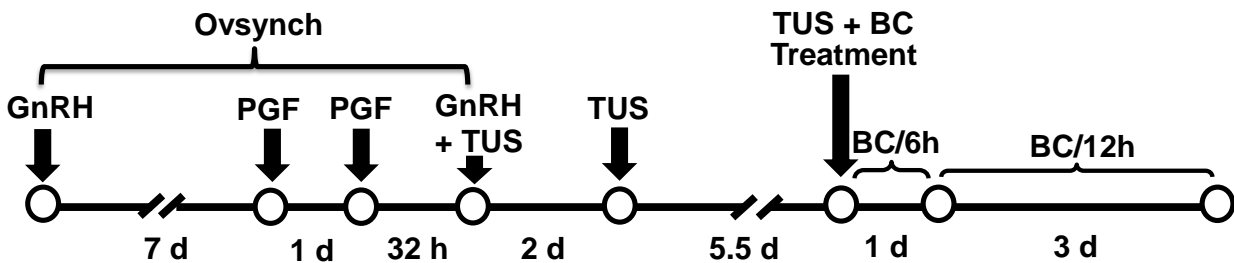 Ovsynch
TUS + BC
Treatment
GnRH
PGF
PGF
GnRH
+ TUS
TUS
BC/6h
BC/12h
7 d
1 d
32 h
2 d
5.5 d
1 d
3 d